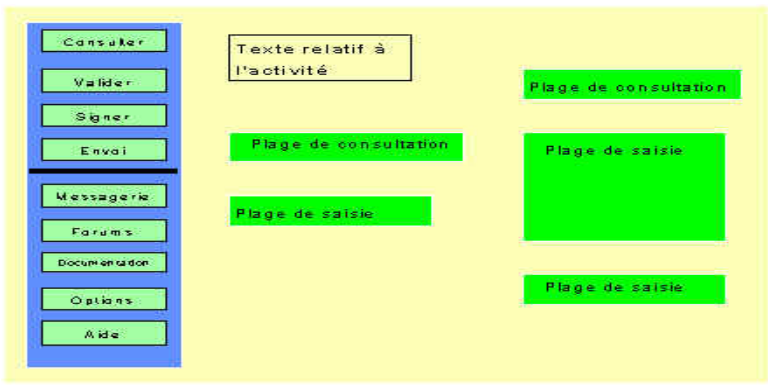 Consulter
Valider
Signer
Envoi
Messagerie
Forums
Documentation
Options
Aide
Texte relatif à
l'activité
Plage de consultation
Plage de saisie
Plage de consultation
Plage de saisie
Plage de saisie